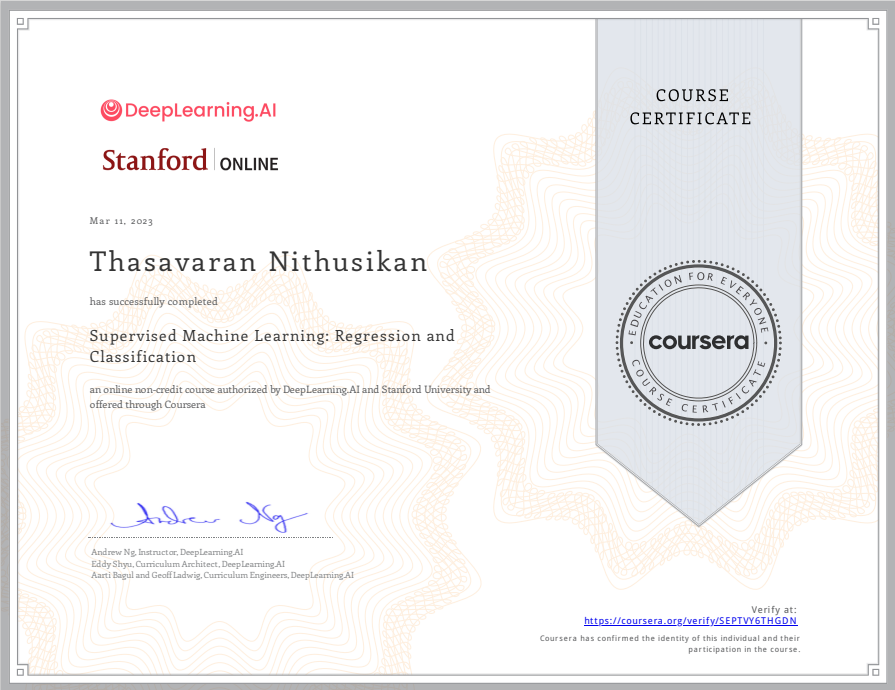 DeepLearning.AI
Stanford | ONLINE
Mar 11, 2023
Thasavaran Nithusikan
has successfully completed
Supervised Machine Learning: Regression and
Classification
an online non-credit course authorized by DeepLearning.AI and Stanford University and
offered through Coursera
Andrew Ng
Andrew Ng, Instructor, DeepLearning.AI
Eddy Shyu, Curriculum Architect, DeepLearning.AI
Aarti Bagul and Geoff Ladwig, Curriculum Engineers, DeepLearning.AI
COURSE
CERTIFICATE
EDUCATION FOR EVERYONE
coursera
COURSE CERTIFICATE
Verify at:
https://coursera.org/verify/SEPTVY6THGDN
Coursera has confirmed the identity of this individual and their
participation in the course.